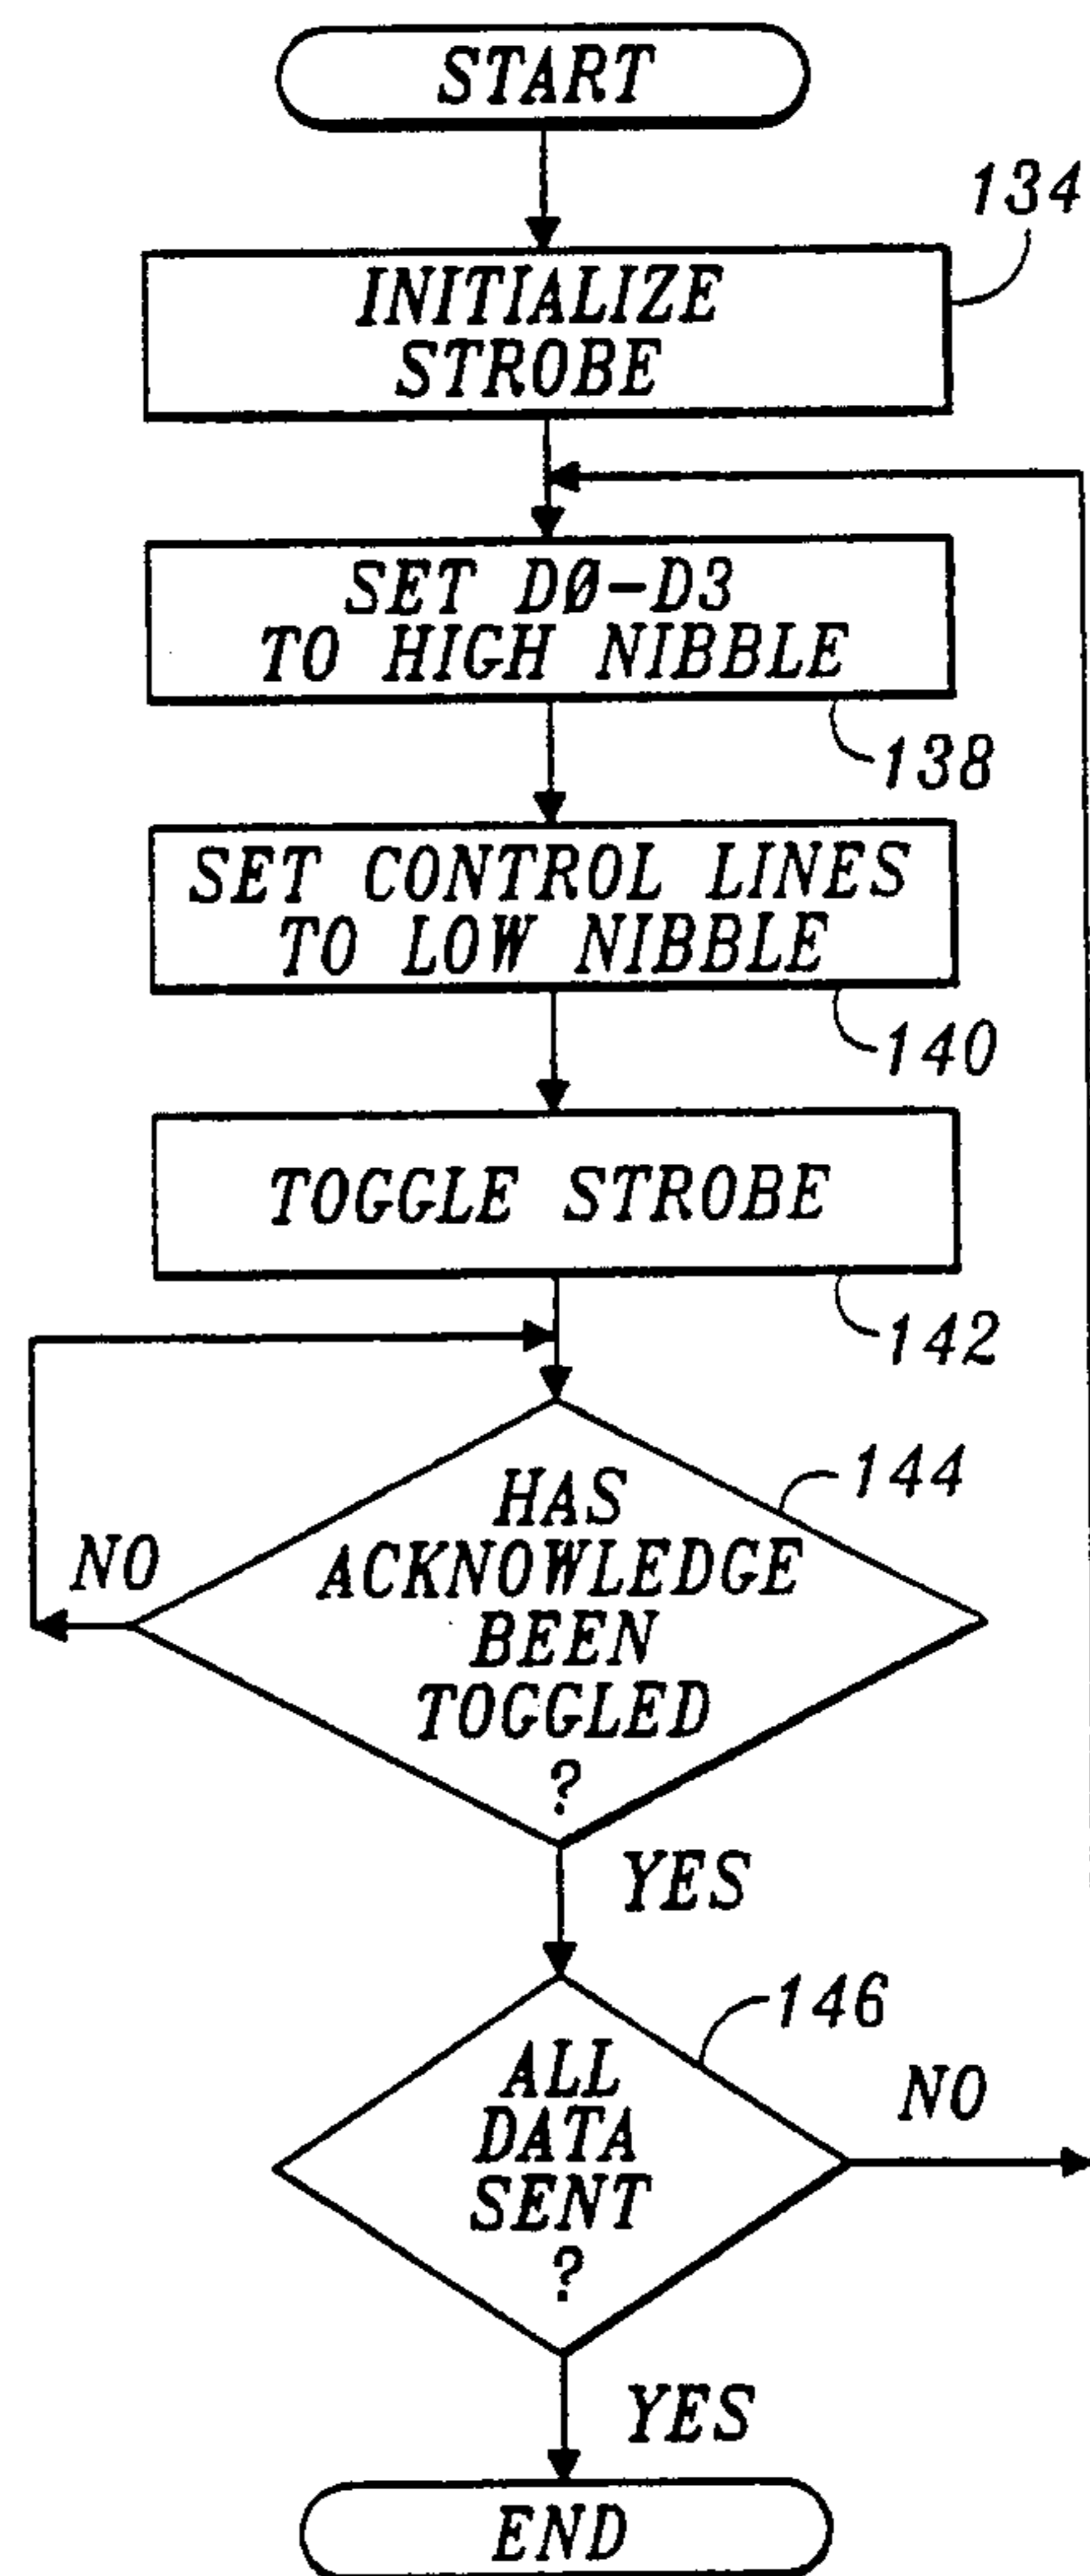 START
134
INITIALIZE
STROBE
SET DØ-D3
TO HIGH NIBBLE
138
SET CONTROL LINES
TO LOW NIBBLE
140
TOGGLE STROBE
142
HAS
ACKNOWLEDGE
BEEN
TOGGLED
?
144
NO
YES
146
ALL
DATA
SENT
?
NO
YES
END